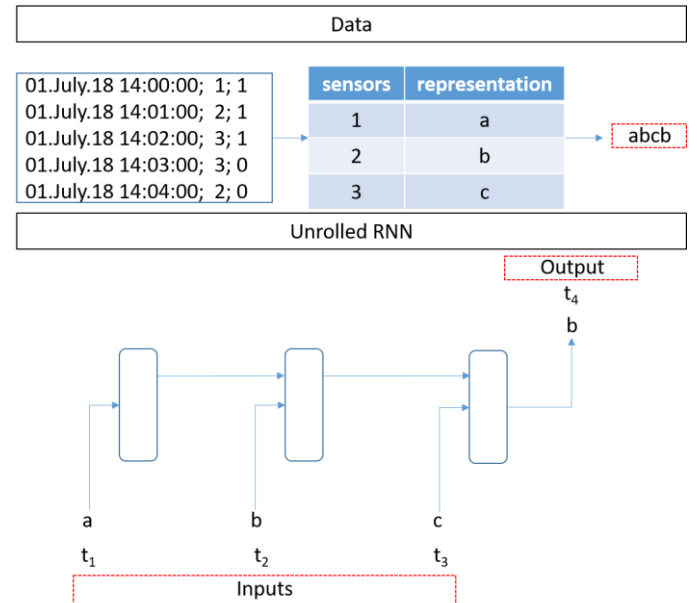 Data
01.July.18 14:00:00; 1; 1
01.July.18 14:01:00; 2; 1
01.July.18 14:02:00; 3; 1
01.July.18 14:03:00; 3; 0
01.July.18 14:04:00; 2; 0
sensors representation
1 a
2 b
3 c
abcb
Unrolled RNN
Output
t4
b
a b c
t1 t2 t3
Inputs